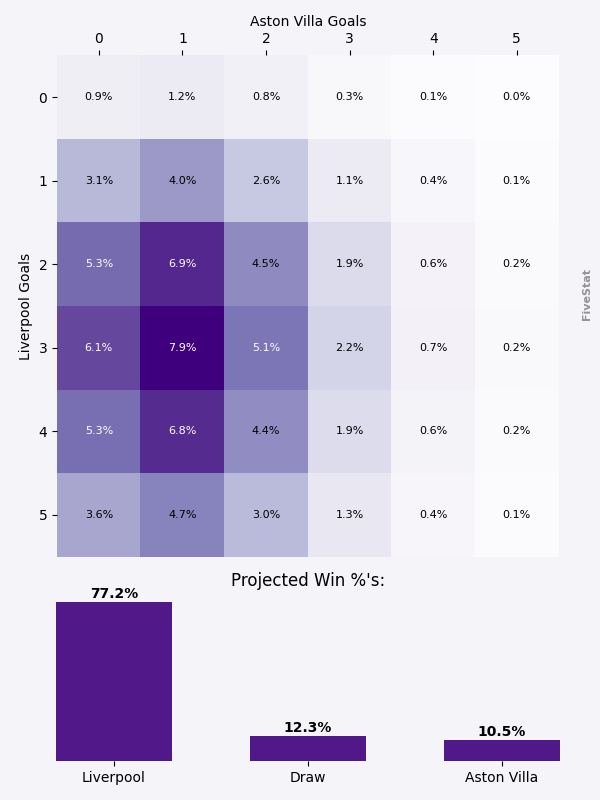 Aston Villa Goals
0 1 2 3 4 5
0 0.9% 1.2% 0.8% 0.3% 0.1% 0.0%
1 3.1% 4.0% 2.6% 1.1% 0.4% 0.1%
2 5.3% 6.9% 4.5% 1.9% 0.6% 0.2%
3 6.1% 7.9% 5.1% 2.2% 0.7% 0.2%
4 5.3% 6.8% 4.4% 1.9% 0.6% 0.2%
5 3.6% 4.7% 3.0% 1.3% 0.4% 0.1%
Liverpool Goals
FiveStat
Projected Win %'s:
77.2% 12.3% 10.5%
Liverpool Draw Aston Villa